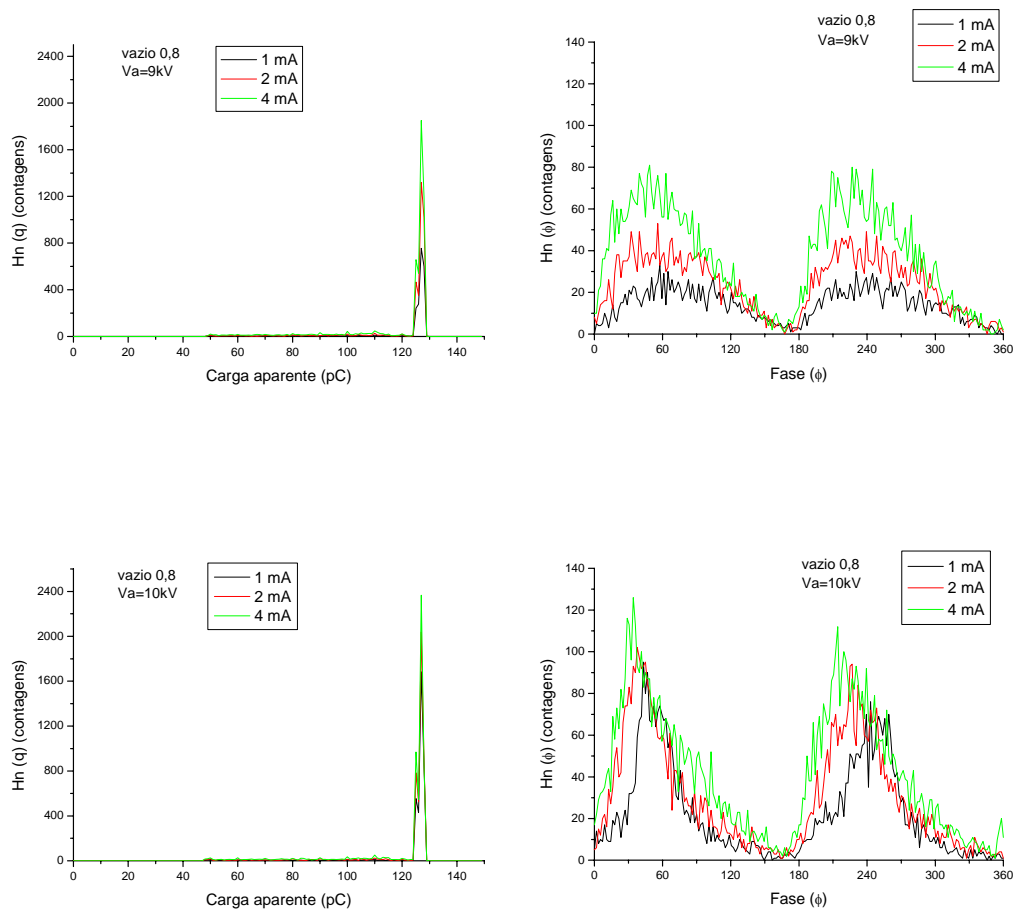 vazio 0,8
Va=9kV
1 mA
2 mA
4 mA
Hn (q) (contagens)
2400
1800
1200
800
400
0
0 20 40 60 80 100 120 140
Carga aparente (pC)
vazio 0,8
Va=9kV
1 mA
2 mA
4 mA
Hn (ϕ) (contagens)
140
120
100
80
60
40
20
0
0 60 120 180 240 300 360
Fase (ϕ)
vazio 0,8
Va=10kV
1 mA
2 mA
4 mA
Hn (q) (contagens)
2400
1800
1200
800
400
0
0 20 40 60 80 100 120 140
Carga aparente (pC)
vazio 0,8
Va=10kV
1 mA
2 mA
4 mA
Hn (ϕ) (contagens)
140
120
100
80
60
40
20
0
0 60 120 180 240 300 360
Fase (ϕ)